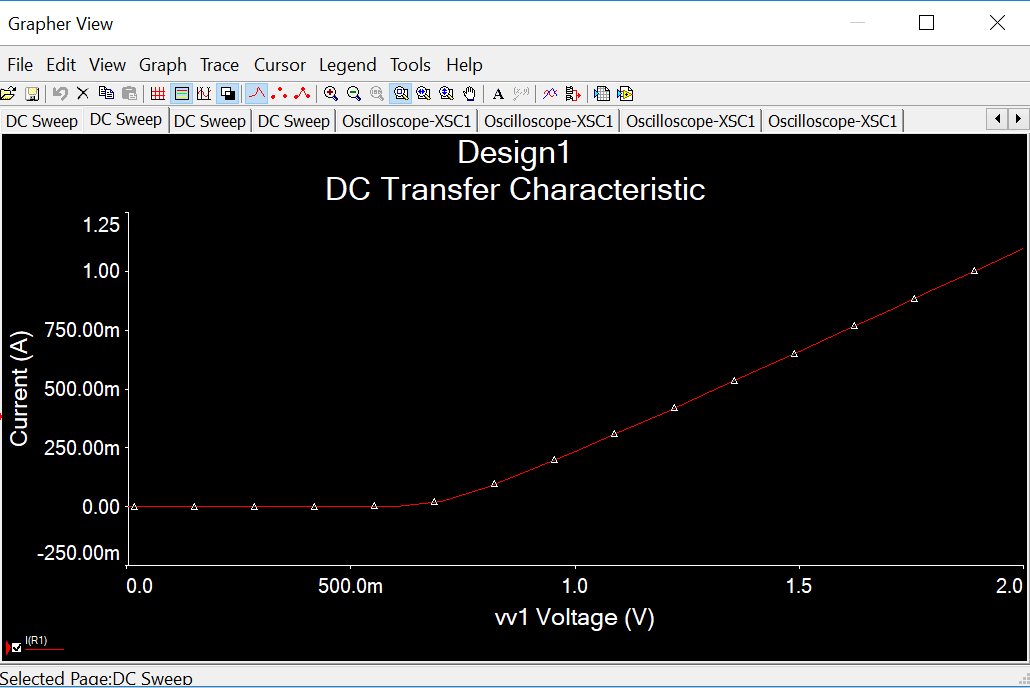 Grapher View
File Edit View Graph Trace Cursor Legend Tools Help
DC Sweep DC Sweep DC Sweep DC Sweep Oscilloscope-XSC1 Oscilloscope-XSC1 Oscilloscope-XSC1 Oscilloscope-XSC1
Design1
DC Transfer Characteristic
Current (A)
1.25
1.00
750.00m
500.00m
250.00m
0.00
-250.00m
0.0 500.0m 1.0 1.5 2.0
vv1 Voltage (V)
I(R1)
Selected Page:DC Sweep